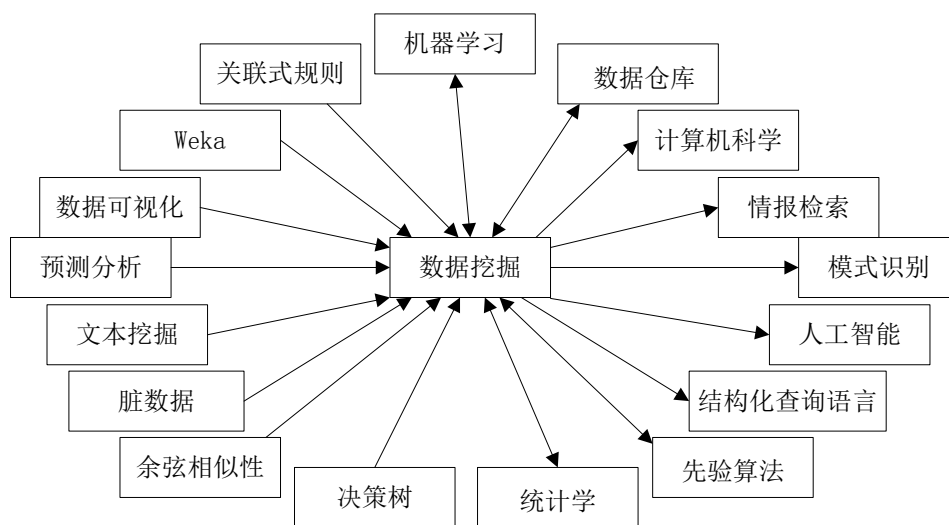 机器学习
关联式规则
数据仓库
Weka
计算机科学
数据可视化
情报检索
预测分析
数据挖掘
模式识别
文本挖掘
人工智能
脏数据
结构化查询语言
余弦相似性
先验算法
决策树
统计学